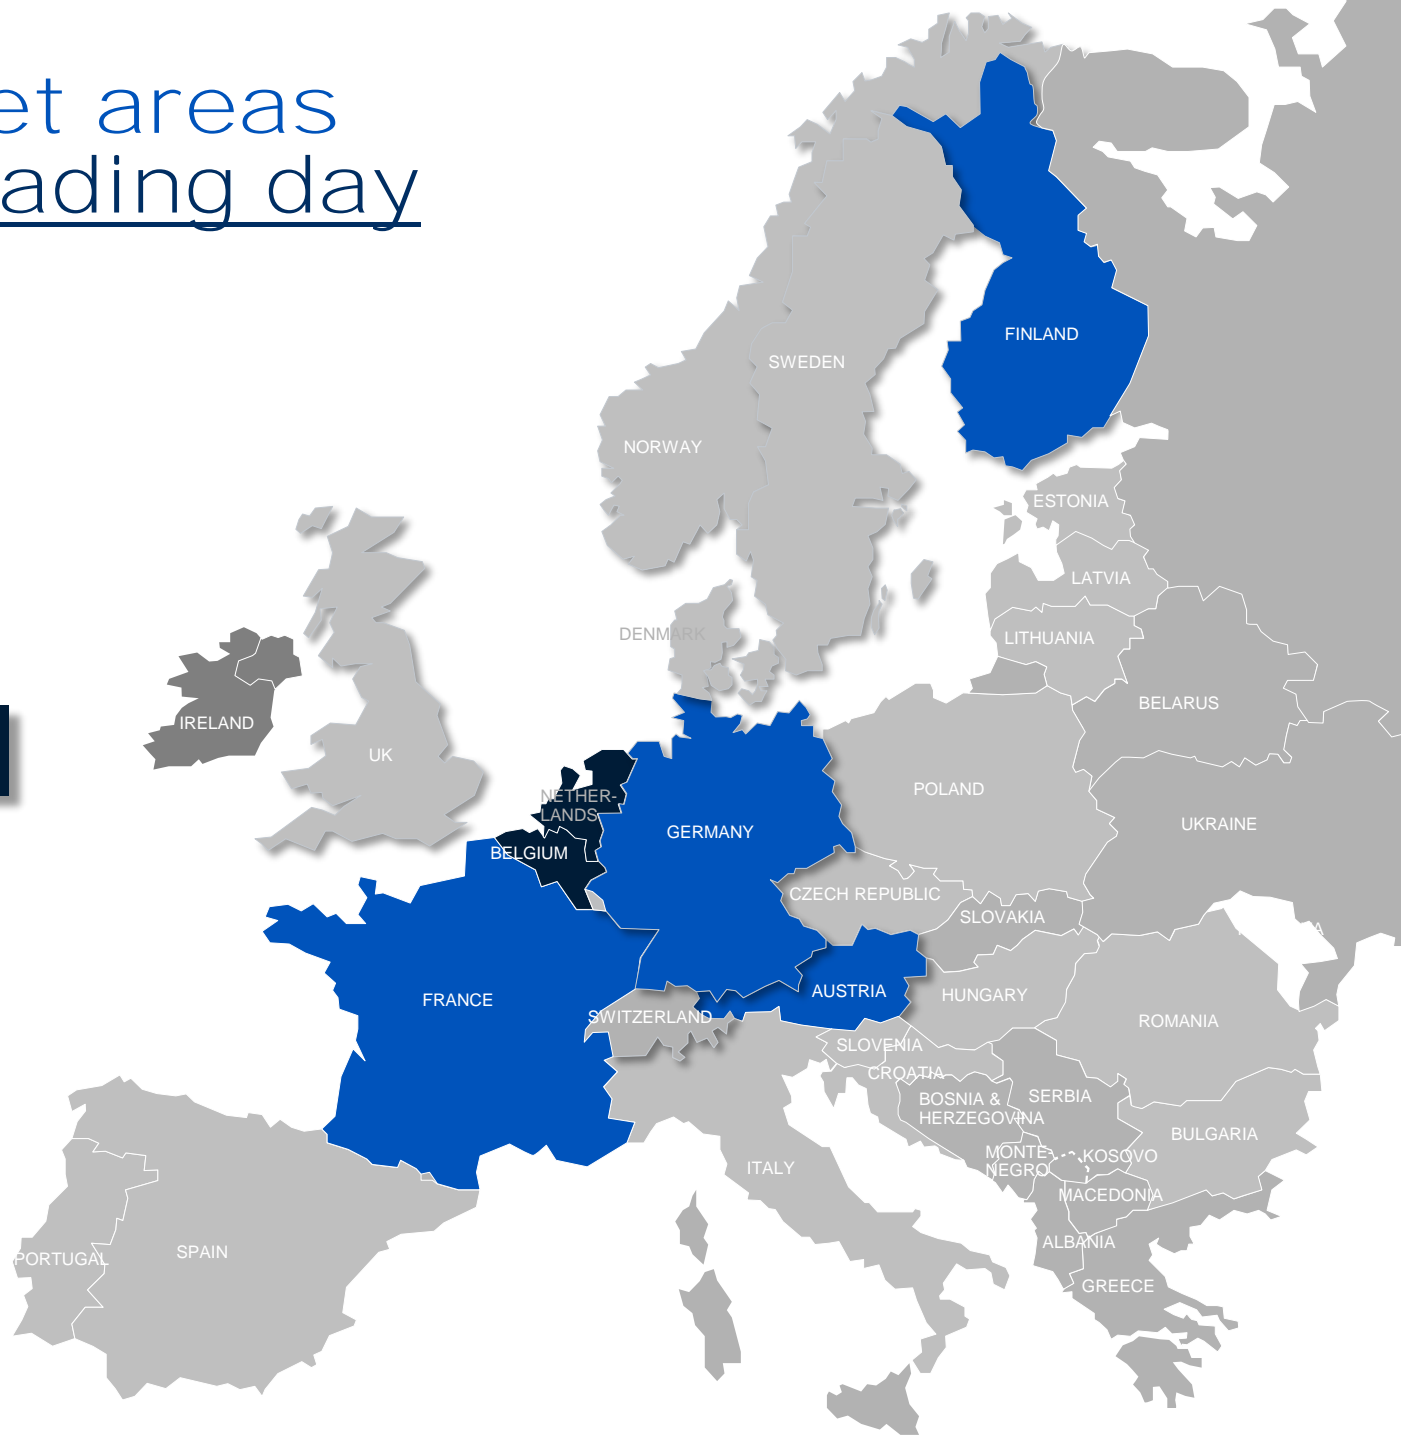 et areas
ading day
FINLAND
SWEDEN
NORWAY
ESTONIA
LATVIA
DENMARK
LITHUANIA
BELARUS
IRELAND
UK
POLAND
NETHER-
LANDS
UKRAINE
GERMANY
BELGIUM
CZECH REPUBLIC
SLOVAKIA
FRANCE
AUSTRIA
HUNGARY
SWITZERLAND
ROMANIA
SLOVENIA
CROATIA
BOSNIA &
HERZEGOVINA
SERBIA
BULGARIA
MONTE-
NEGRO
KOSOVO
ITALY
MACEDONIA
ALBANIA
SPAIN
PORTUGAL
GREECE